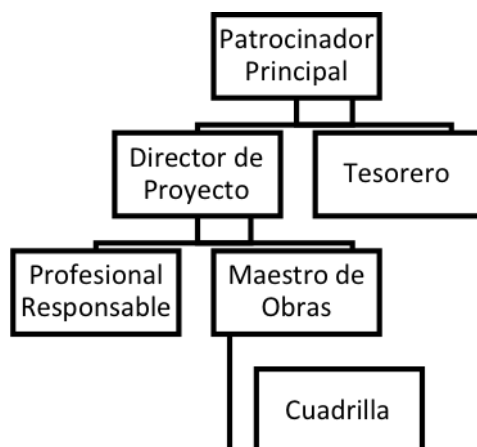 Patrocinador
Principal
Director de
Proyecto
Tesorero
Profesional
Responsable
Maestro de
Obras
Cuadrilla